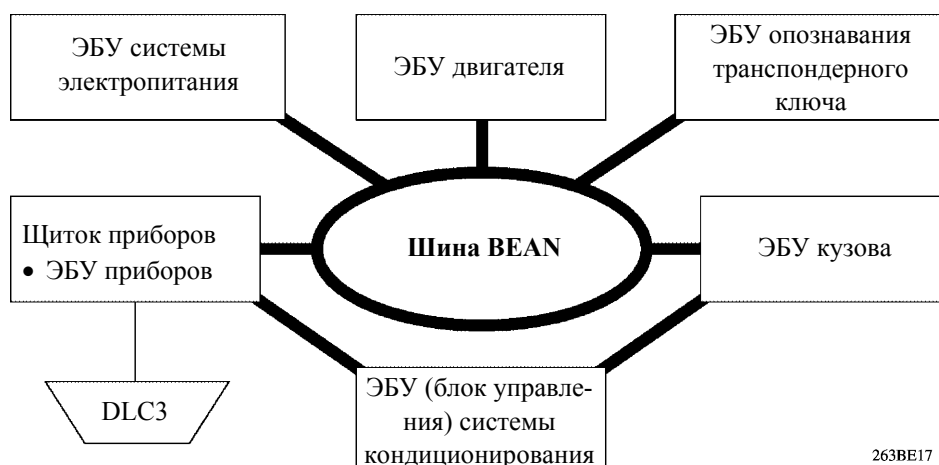 ЭБУ системы
электропитания
ЭБУ двигателя
ЭБУ опознавания
транспондерного
ключа
Щиток приборов
• ЭБУ приборов
Шина BEAN
ЭБУ кузова
DLC3
ЭБУ (блок управле-
ния) системы
кондиционирования
263BE17